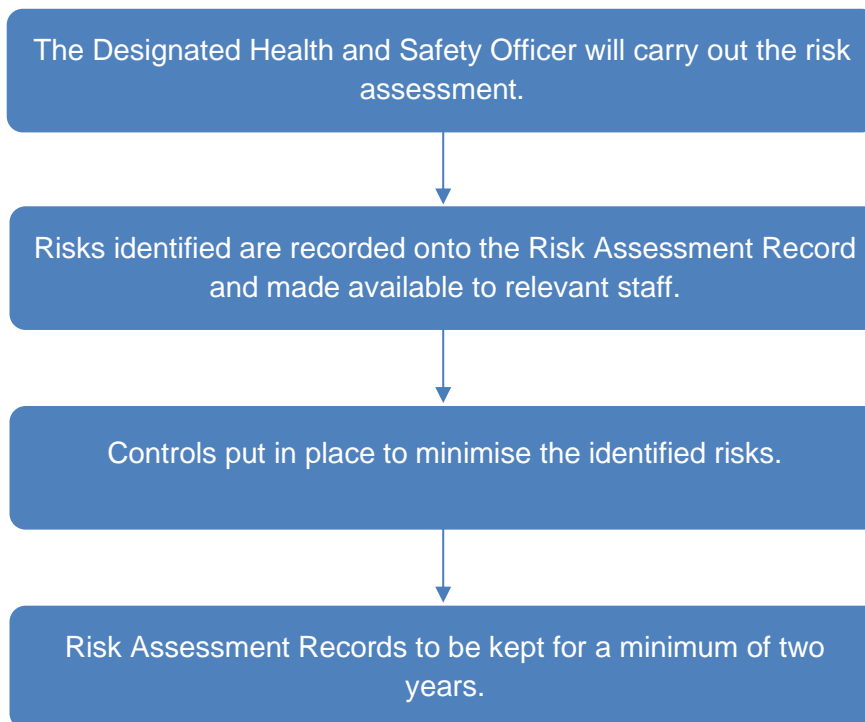 The Designated Health and Safety Officer will carry out the risk
assessment.
Risks identified are recorded onto the Risk Assessment Record
and made available to relevant staff.
Controls put in place to minimise the identified risks.
Risk Assessment Records to be kept for a minimum of two
years.